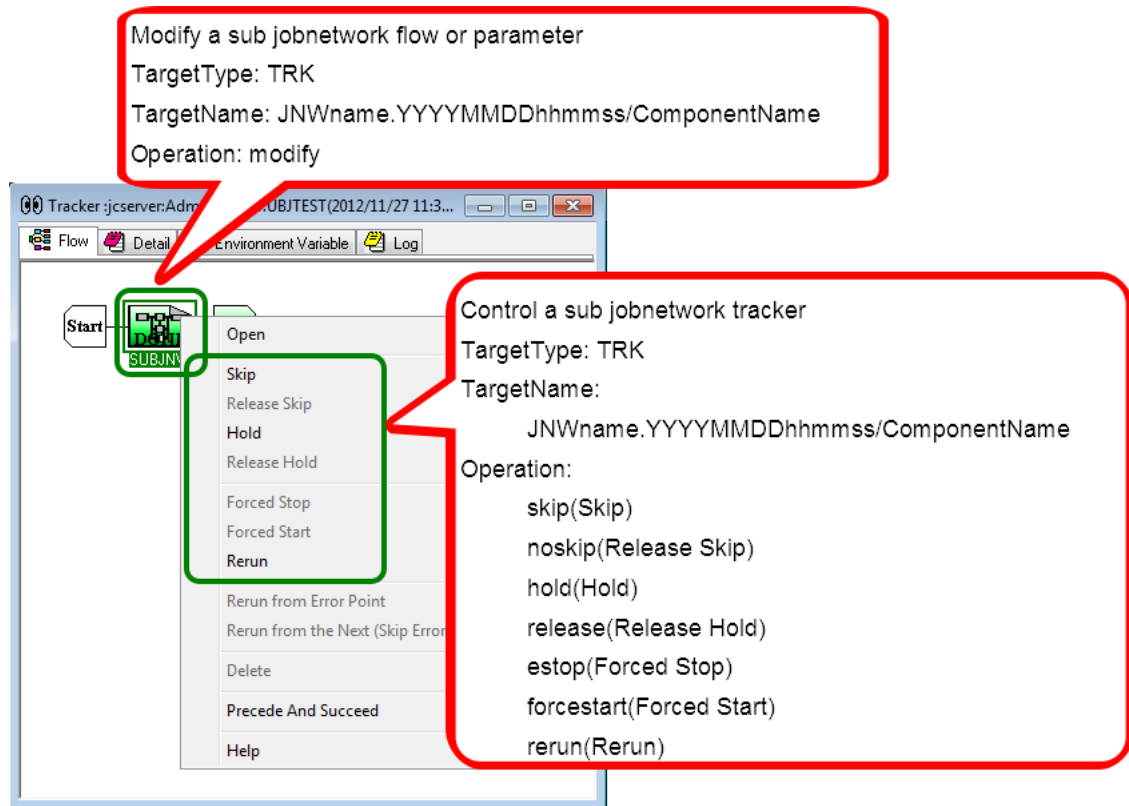 Modify a sub jobnetwork flow or parameter
TargetType: TRK
TargetName: JNWname.YYYYMMDDhhmmss/ComponentName
Operation: modify
Tracker :jcserver:Adm UBJTEST(2012/11/27 11:3...
Flow Detail Environment Variable Log
Start
SUBJN
Open
Skip
Release Skip
Hold
Release Hold
Forced Stop
Forced Start
Rerun
Rerun from Error Point
Rerun from the Next (Skip Error
Delete
Precede And Succeed
Help
Control a sub jobnetwork tracker
TargetType: TRK
TargetName:
JNWname.YYYYMMDDhhmmss/ComponentName
Operation:
skip(Skip)
noskip(Release Skip)
hold(Hold)
release(Release Hold)
estop(Forced Stop)
forcestart(Forced Start)
rerun(Rerun)